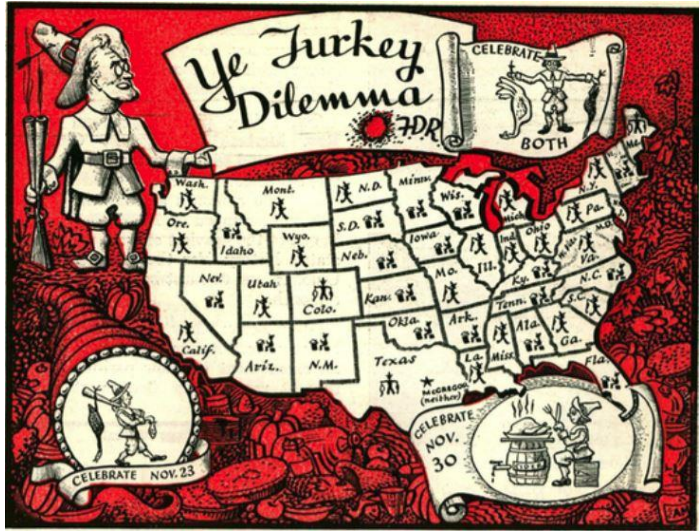 Ye Turkey
Dilemma
FDR
CELEBRATE
BOTH
Wash.
Mont.
N.D.
Minn.
Ore.
Idaho
Wyo.
S.D.
Wis.
Mich
N.Y.
Me.
Nev.
Utah
Colo.
Neb.
Iowa
Ill.
Ind.
Ohio
Pa.
Calif.
Ariz.
N.M.
Kan.
Mo.
Ky.
Va.
M.D.
Okla.
Ark.
Tenn.
N.C.
S.C.
Texas
La.
Miss.
Ala.
Ga.
Fla.
McGREGOR
(neither)
CELEBRATE NOV. 23
CELEBRATE
NOV.
30